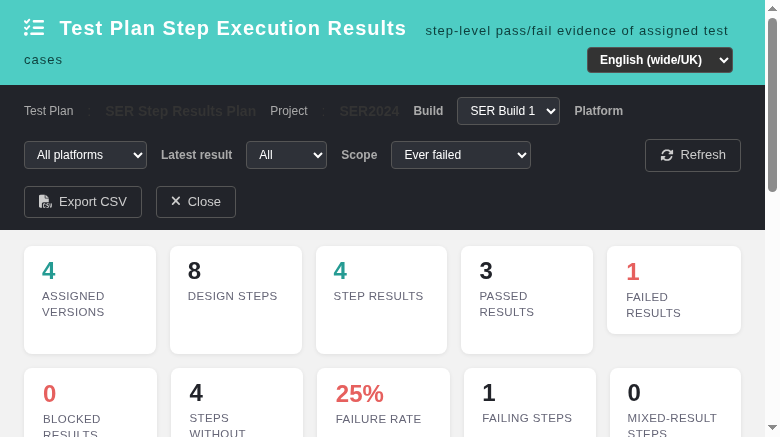 Test Plan Step Execution Results step-level pass/fail evidence of assigned test
cases English (wide/UK)
Test Plan : SER Step Results Plan Project : SER2024 Build SER Build 1 Platform
All platforms Latest result All Scope Ever failed Refresh
Export CSV Close
4 8 4 3 1
ASSIGNED VERSIONS DESIGN STEPS STEP RESULTS PASSED RESULTS FAILED RESULTS
0 4 25% 1 0
BLOCKED RESULTS STEPS WITHOUT FAILURE RATE FAILING STEPS MIXED-RESULT STEPS